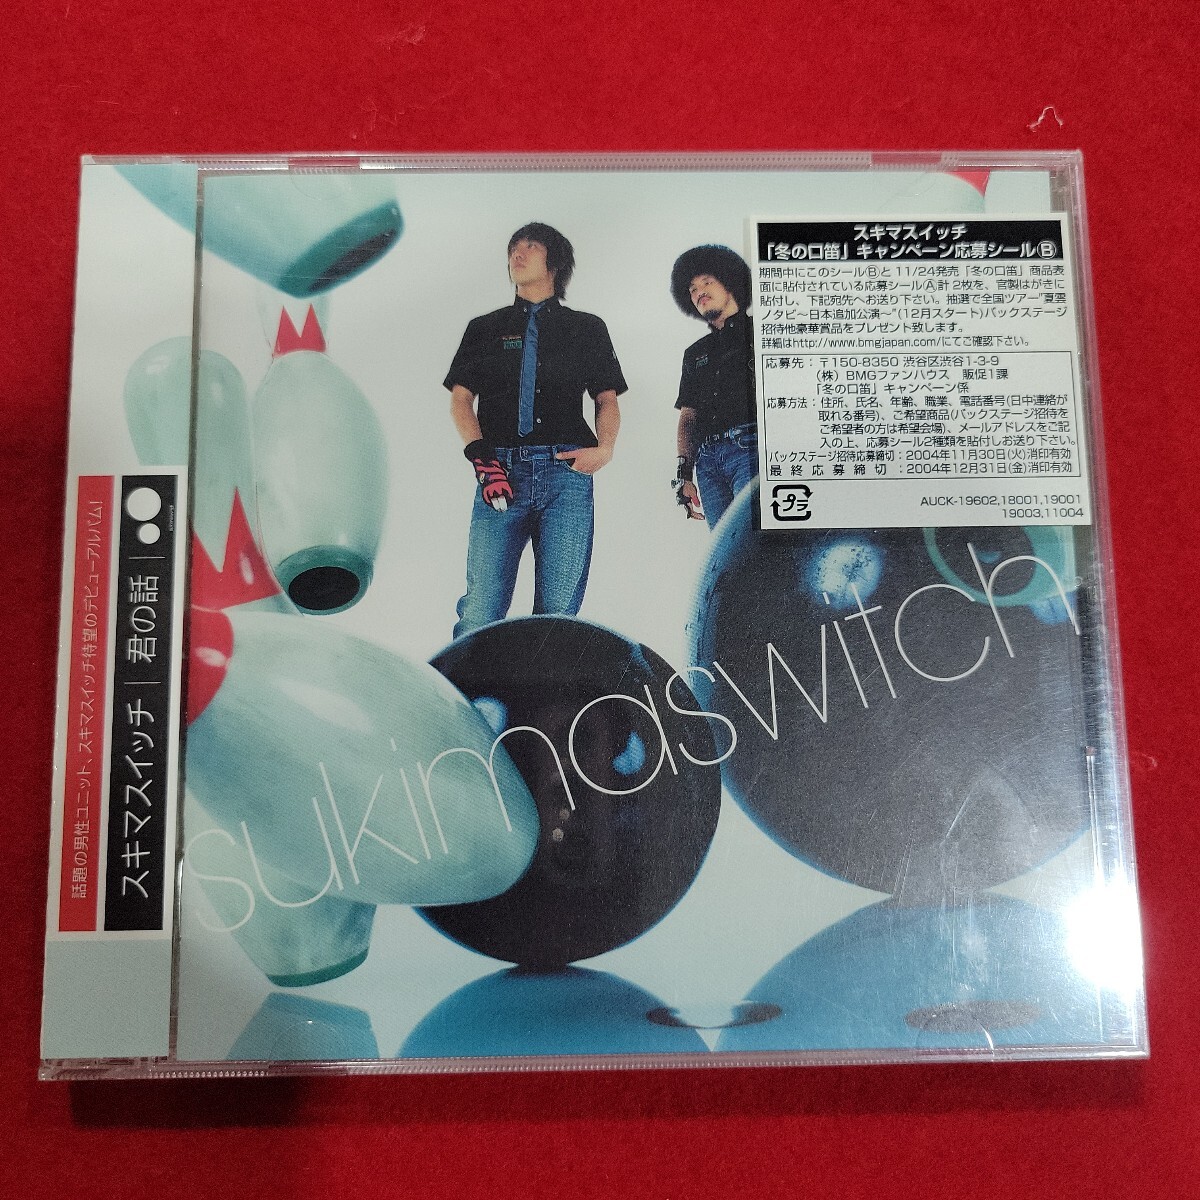 スキマスイッチ
「冬の口笛」キャンペーン応募シールⒷ
期間中にこのシールⒷと11/24発売「冬の口笛」商品表
面に貼付されている応募シールⒶ計2枚を、官製はがきに
貼付し、下記宛先へお送り下さい。抽選で全国ツアー"夏雲
ノタビ～日本追加公演～"(12月スタート)バックステージ
招待他豪華賞品をプレゼント致します。
詳細はhttp://www.bmgjapan.com/にてご確認下さい。
応募先：〒150-8350 渋谷区渋谷1-3-9
（株）BMGファンハウス 販促1課
「冬の口笛」キャンペーン係
応募方法：住所、氏名、年齢、職業、電話番号(日中連絡が
取れる番号)、ご希望商品(バックステージ招待を
ご希望者の方は希望会場)、メールアドレスをご記
入の上、応募シール2種類を貼付しお送り下さい。
バックステージ招待応募締切：2004年11月30日(火)消印有効
最終応募締切：2004年12月31日(金)消印有効
プラ
AUCK-19602,18001,19001
19003,11004
sukimaswitch
スキマスイッチ｜君の話｜
話題の男性ユニット、スキマスイッチ待望のデビューアルバム!